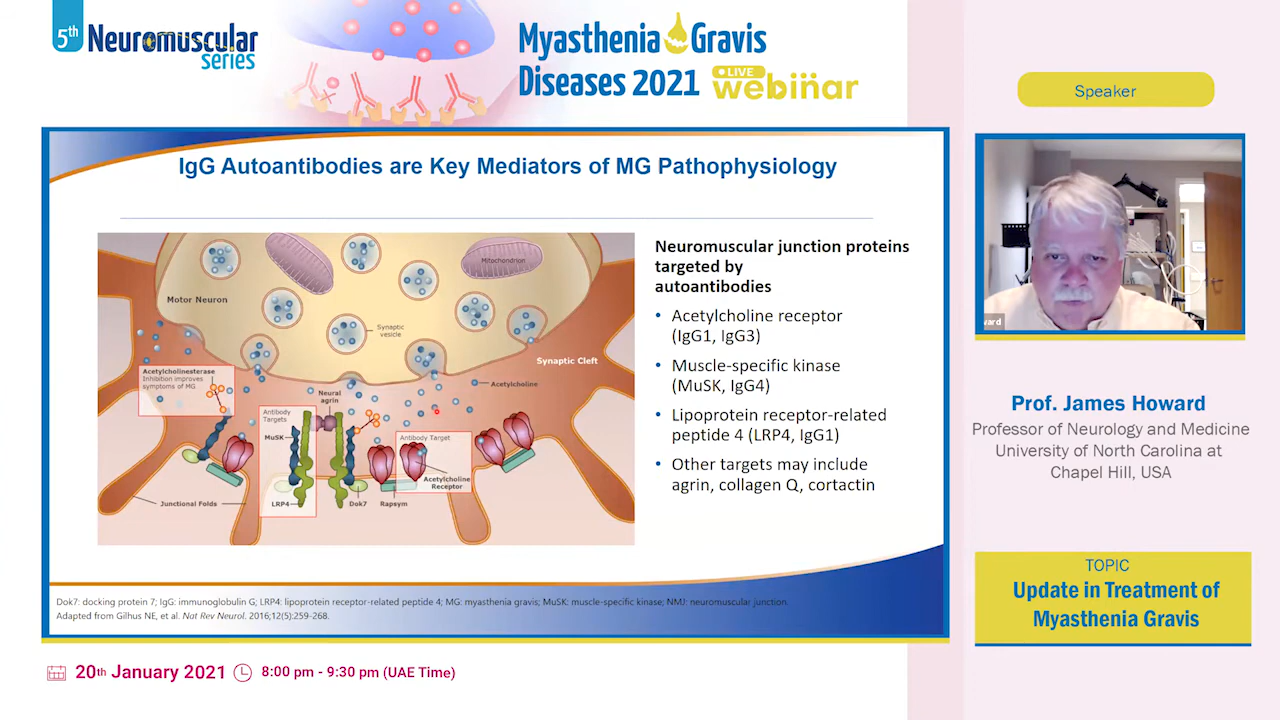 5th Neuromuscular
series
Myasthenia Gravis
Diseases 2021
LIVE
webinar
Speaker
IgG Autoantibodies are Key Mediators of MG Pathophysiology
Motor Neuron
Mitochondrion
Synaptic
vesicle
Synaptic Cleft
Acetylcholinesterase
Inhibition improves
symptoms of MG
Acetylcholine
Neural
agrin
Antibody
Targets
MuSK
LRP4
Antibody Target
Acetylcholine
Receptor
Junctional Folds
Dok7
Rapsym
Neuromuscular junction proteins
targeted by
autoantibodies
• Acetylcholine receptor
(IgG1, IgG3)
• Muscle-specific kinase
(MuSK, IgG4)
• Lipoprotein receptor-related
peptide 4 (LRP4, IgG1)
• Other targets may include
agrin, collagen Q, cortactin
Dok7: docking protein 7; IgG: immunoglobulin G; LRP4: lipoprotein receptor-related peptide 4; MG: myasthenia gravis; MuSK: muscle-specific kinase; NMJ: neuromuscular junction.
Adapted from Gilhus NE, et al. Nat Rev Neurol. 2016;12(5):259-268.
ward
Prof. James Howard
Professor of Neurology and Medicine
University of North Carolina at
Chapel Hill, USA
TOPIC
Update in Treatment of
Myasthenia Gravis
20th January 2021
8:00 pm - 9:30 pm (UAE Time)